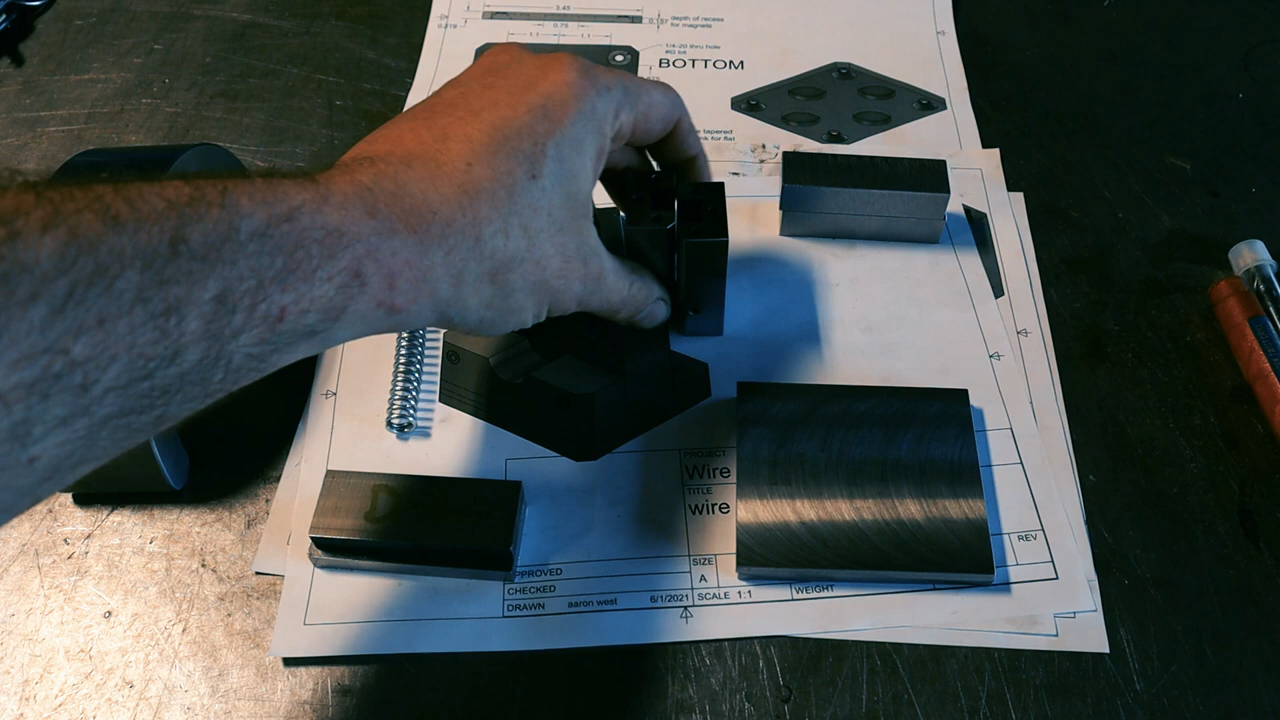 3.45
0.219
0.157
depth of recess
for magnets
0.75
1.1
1.1
1/4-20 thru hole
BOTTOM
tapered
nk for flat
PROJECT
Wire
TITLE
wire
PPROVED
CHECKED
DRAWN aaron west 6/1/2021
SIZE
A
SCALE 1:1
WEIGHT
REV
D